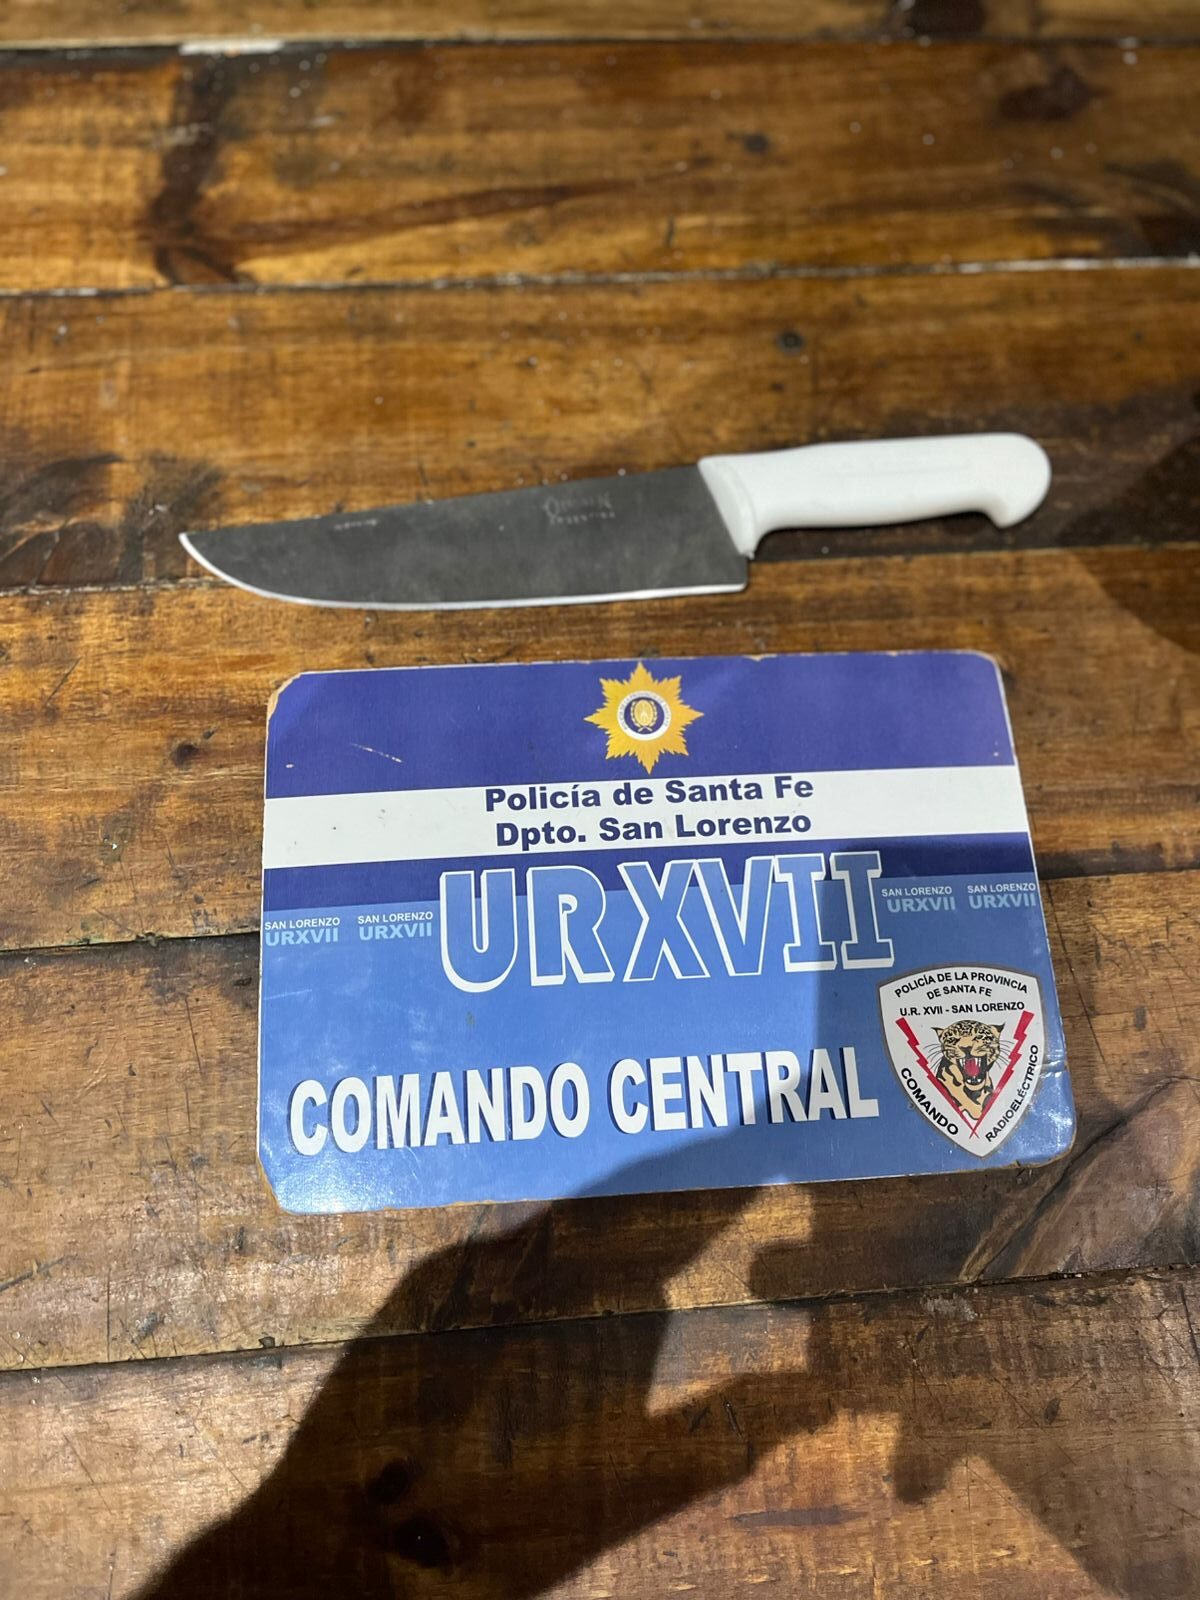 ARGENTINA
Policía de Santa Fe
Dpto. San Lorenzo
URXVII
SAN LORENZO
URXVII
SAN LORENZO
URXVII
SAN LORENZO
URXVII
SAN LORENZO
URXVII
POLICÍA DE LA PROVINCIA
DE SANTA FE
U.R. XVII - SAN LORENZO
COMANDO
RADIOELÉCTRICO
COMANDO CENTRAL